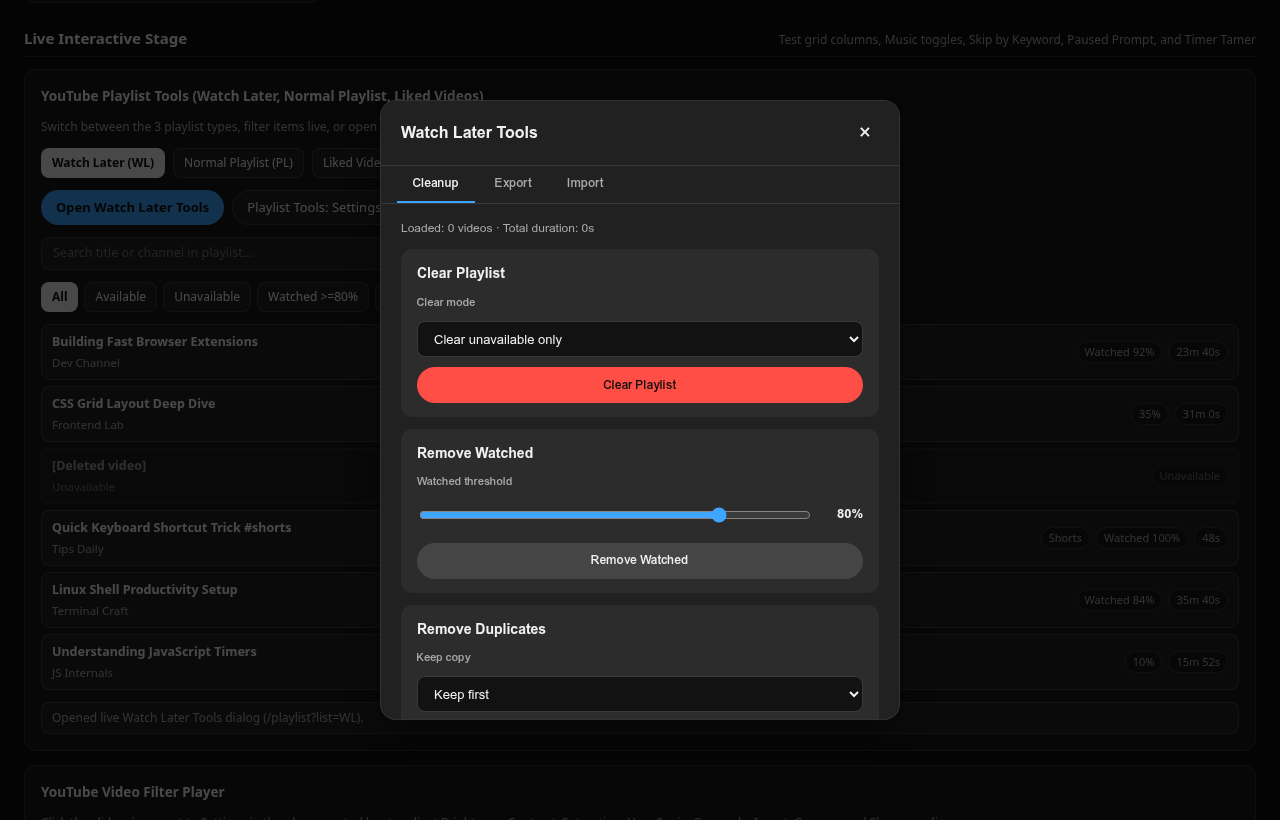 Live Interactive Stage
Test grid columns, Music toggles, Skip by Keyword, Paused Prompt, and Timer Tamer
YouTube Playlist Tools (Watch Later, Normal Playlist, Liked Videos)
Switch between the 3 playlist types, filter items live, or open
Watch Later (WL)
Normal Playlist (PL)
Liked Vide
Open Watch Later Tools
Playlist Tools: Settings
Search title or channel in playlist...
All
Available
Unavailable
Watched >=80%
Building Fast Browser Extensions
Dev Channel
Watched 92%
23m 40s
CSS Grid Layout Deep Dive
Frontend Lab
35%
31m 0s
[Deleted video]
Unavailable
Unavailable
Quick Keyboard Shortcut Trick #shorts
Tips Daily
Shorts
Watched 100%
48s
Linux Shell Productivity Setup
Terminal Craft
Watched 84%
35m 40s
Understanding JavaScript Timers
JS Internals
10%
15m 52s
Opened live Watch Later Tools dialog (/playlist?list=WL).
YouTube Video Filter Player
Watch Later Tools
×
Cleanup
Export
Import
Loaded: 0 videos · Total duration: 0s
Clear Playlist
Clear mode
Clear unavailable only
Clear Playlist
Remove Watched
Watched threshold
80%
Remove Watched
Remove Duplicates
Keep copy
Keep first